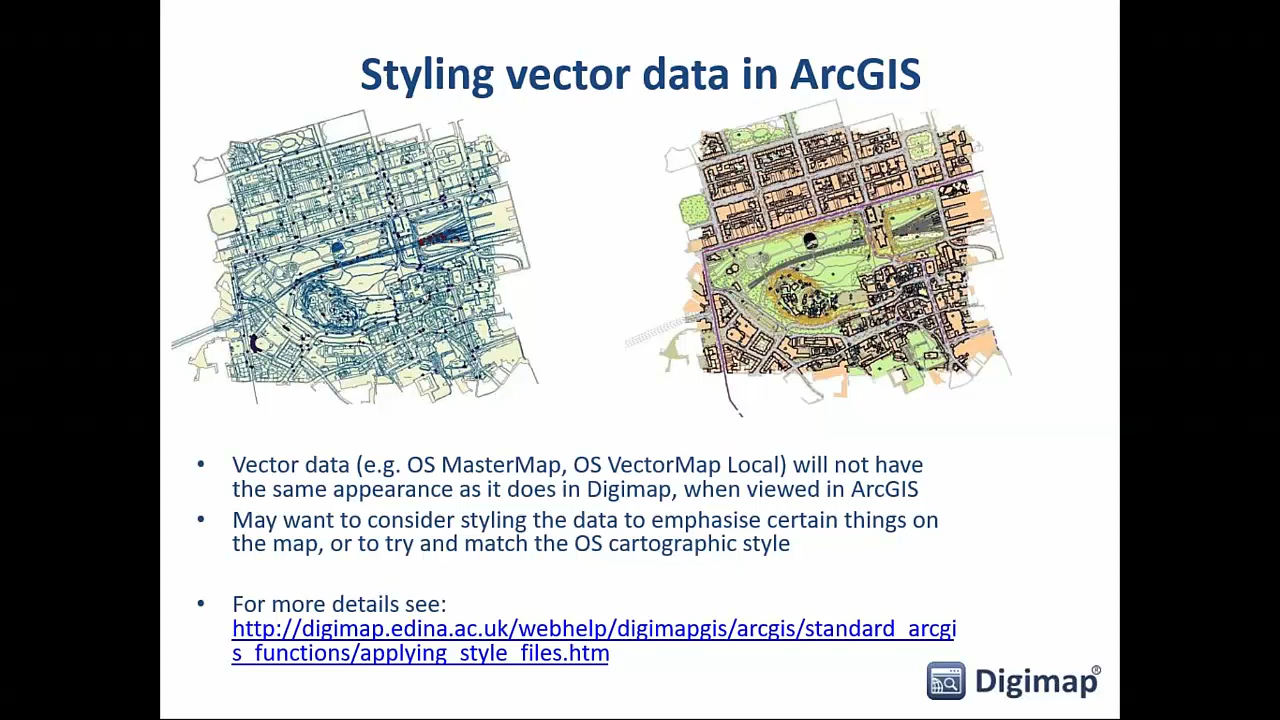 Styling vector data in ArcGIS
• Vector data (e.g. OS MasterMap, OS VectorMap Local) will not have
the same appearance as it does in Digimap, when viewed in ArcGIS
• May want to consider styling the data to emphasise certain things on
the map, or to try and match the OS cartographic style
• For more details see:
http://digimap.edina.ac.uk/webhelp/digimapgis/arcgis/standard_arcgi
s_functions/applying_style_files.htm
Digimap®